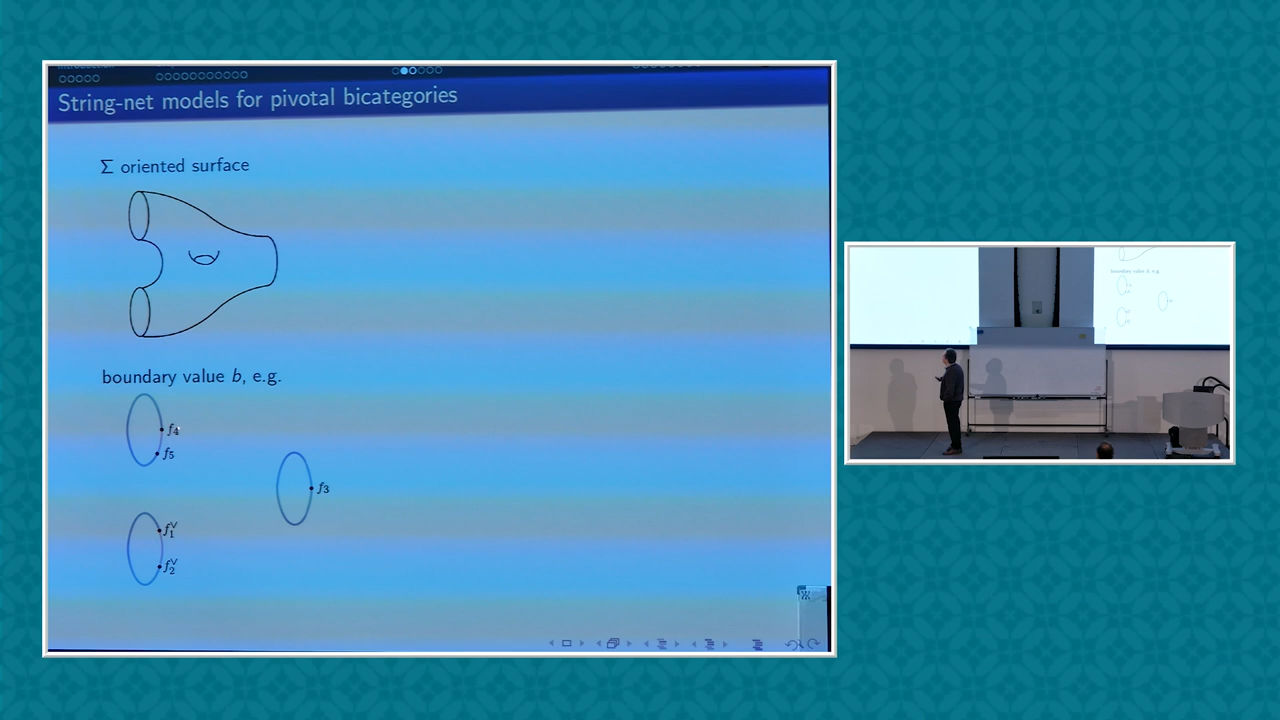 String-net models for pivotal bicategories
Σ oriented surface
boundary value b, e.g.
f₄
f₅
f₃
f₁^∨
f₂^∨